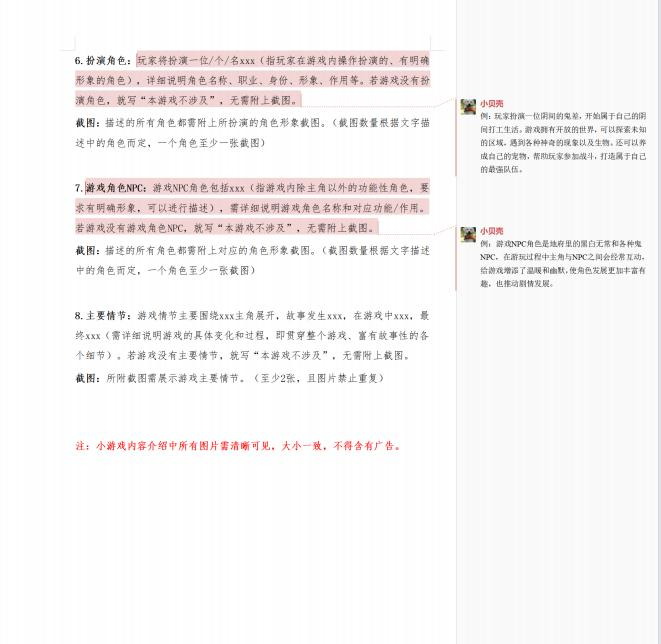 6. 扮演角色：玩家将扮演一位/个/名xxx（指玩家在游戏内操作扮演的、有明确
形象的角色），详细说明角色名称、职业、身份、形象、作用等。若游戏没有扮
演角色，就写“本游戏不涉及”，无需附上截图。
截图：描述的所有角色都需附上所扮演的角色形象截图。（截图数量根据文字描
述中的角色而定，一个角色至少一张截图）
7. 游戏角色NPC：游戏NPC角色包括xxx（指游戏内除主角以外的功能性角色，要
求有明确形象，可以进行描述），需详细说明游戏角色名称和对应功能/作用。
若游戏没有游戏角色NPC，就写“本游戏不涉及”，无需附上截图。
截图：描述的所有角色都需附上对应的角色形象截图。（截图数量根据文字描述
中的角色而定，一个角色至少一张截图）
8. 主要情节：游戏情节主要围绕xxx主角展开，故事发生xxx，在游戏中xxx，最
终xxx（需详细说明游戏的具体变化和过程，即贯穿整个游戏、富有故事性的各
个细节）。若游戏没有主要情节，就写“本游戏不涉及”，无需附上截图。
截图：所附截图需展示游戏主要情节。（至少2张，且图片禁止重复）
注：小游戏内容介绍中所有图片需清晰可见，大小一致，不得含有广告。
小贝壳
例：玩家扮演一位阴间的鬼差，开始属于自己的阴
间打工生活。游戏拥有开放的世界，可以探索未知
的区域，遇到各种神奇的现象以及生物。还可以养
成自己的宠物，帮助玩家参加战斗，打造属于自己
的最强队伍。
小贝壳
例：游戏NPC角色是地府里的黑白无常和各种鬼
NPC，在游玩过程中主角与NPC之间会经常互动，
给游戏增添了温暖和幽默，使角色发展更加丰富有
趣，也推动剧情发展。